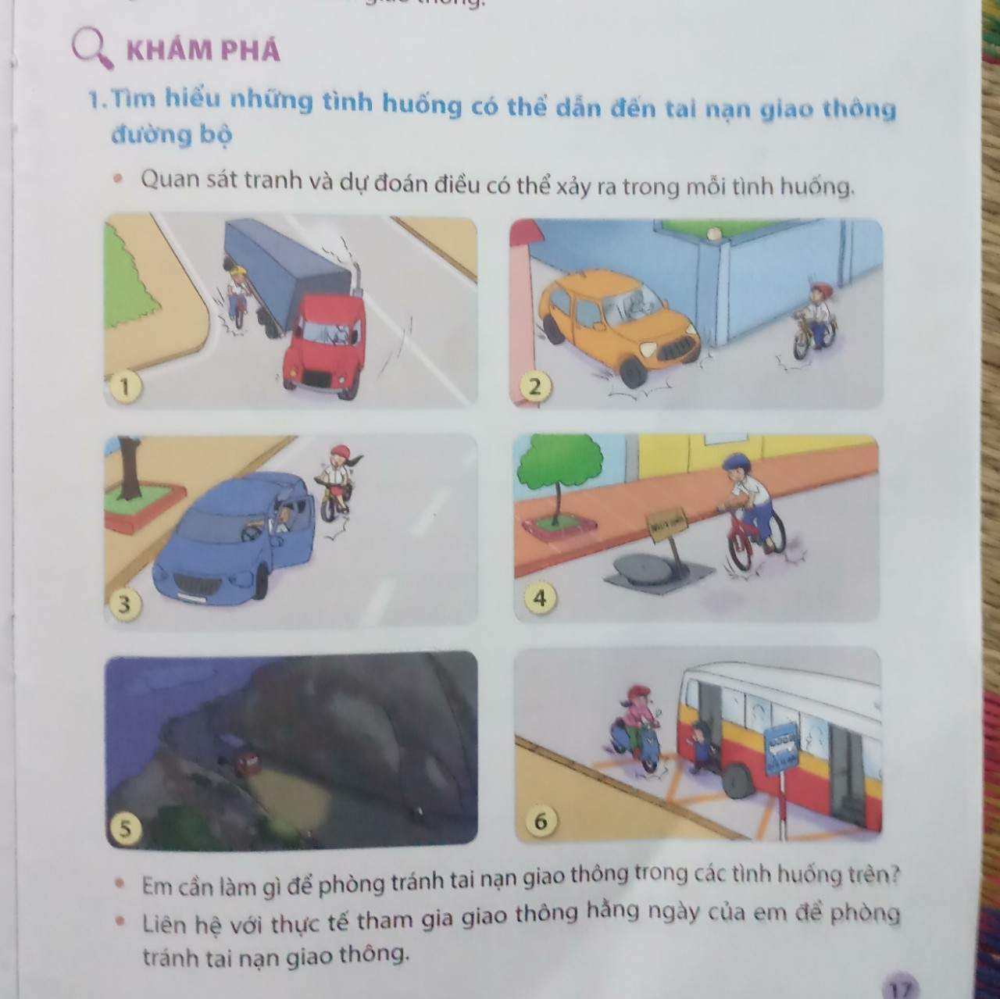 giao thông.
KHÁM PHÁ
1. Tìm hiểu những tình huống có thể dẫn đến tai nạn giao thông
đường bộ
• Quan sát tranh và dự đoán điều có thể xảy ra trong mỗi tình huống.
1
2
3
4
5
6
• Em cần làm gì để phòng tránh tai nạn giao thông trong các tình huống trên?
• Liên hệ với thực tế tham gia giao thông hằng ngày của em để phòng
tránh tai nạn giao thông.
17